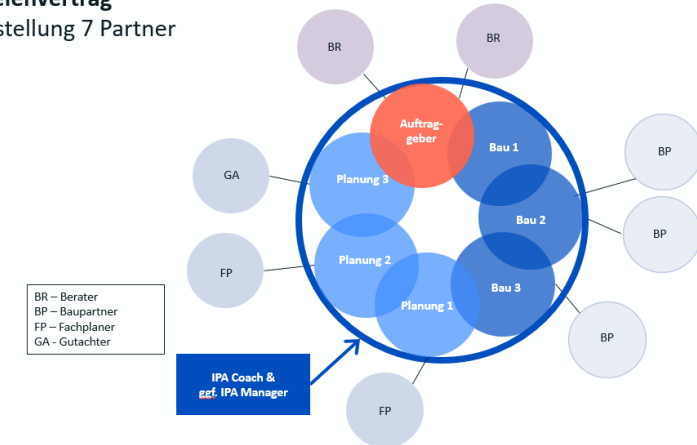 stellung 7 Partner
BR
BR
Auftrag-
geber
Bau 1
BP
GA
Planung 3
Bau 2
BP
Planung 2
FP
Bau 3
Planung 1
BR – Berater
BP – Baupartner
FP – Fachplaner
GA - Gutachter
BP
IPA Coach &
ggf. IPA Manager
FP